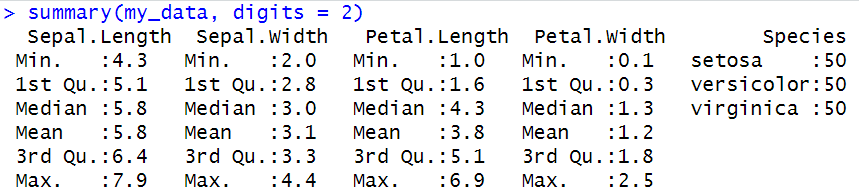 > summary(my_data, digits = 2)
  Sepal.Length  Sepal.Width   Petal.Length  Petal.Width        Species
 Min.   :4.3   Min.   :2.0   Min.   :1.0   Min.   :0.1   setosa    :50
 1st Qu.:5.1   1st Qu.:2.8   1st Qu.:1.6   1st Qu.:0.3   versicolor:50
 Median :5.8   Median :3.0   Median :4.3   Median :1.3   virginica :50
 Mean   :5.8   Mean   :3.1   Mean   :3.8   Mean   :1.2
 3rd Qu.:6.4   3rd Qu.:3.3   3rd Qu.:5.1   3rd Qu.:1.8
 Max.   :7.9   Max.   :4.4   Max.   :6.9   Max.   :2.5